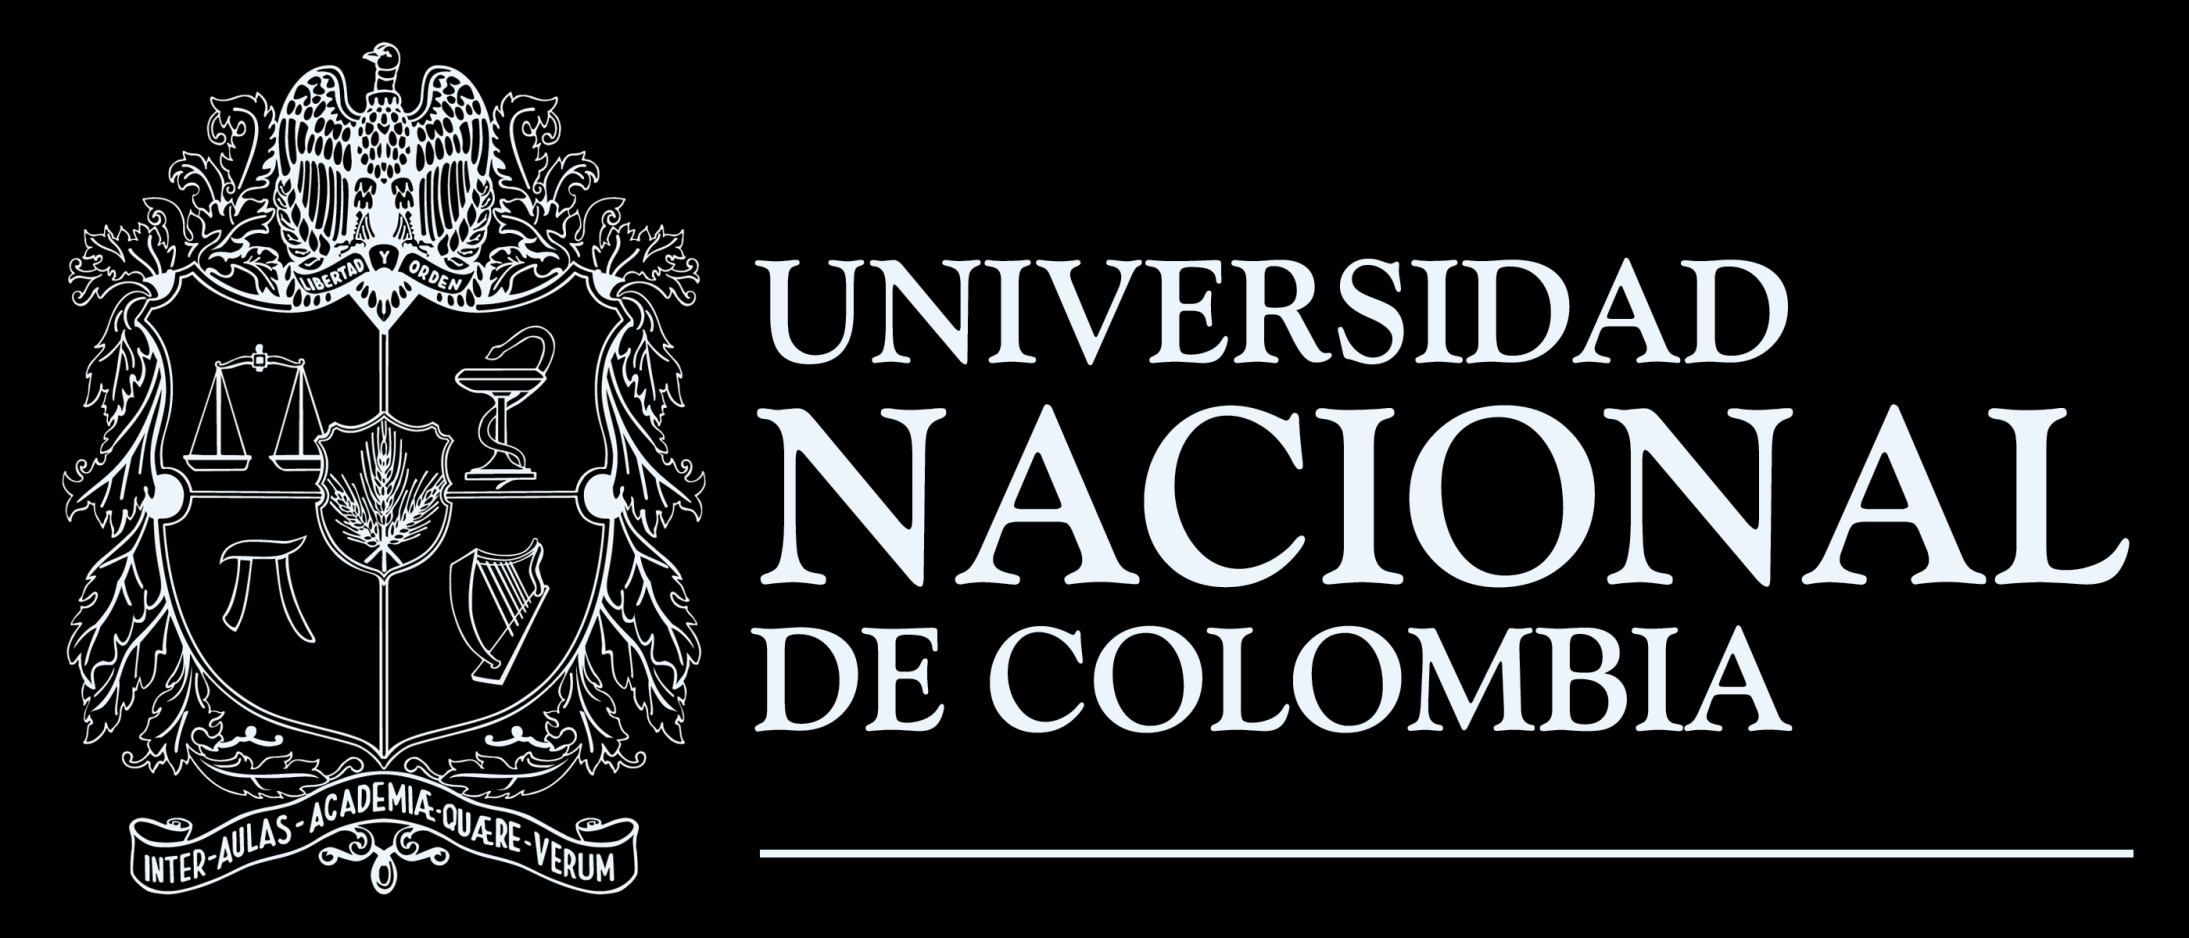 LIBERTAD Y ORDEN
INTER-AULAS-ACADEMIÆ-QUÆRE-VERUM
UNIVERSIDAD
NACIONAL
DE COLOMBIA